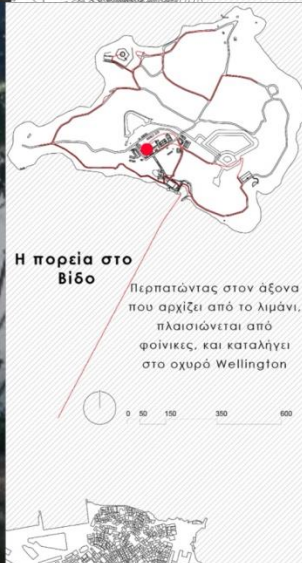 Η πορεία στο
Βίδο
Περπατώντας στον άξονα
που αρχίζει από το λιμάνι,
πλαισιώνεται από
φοίνικες, και καταλήγει
στο οχυρό Wellington
0 50 150 350 600